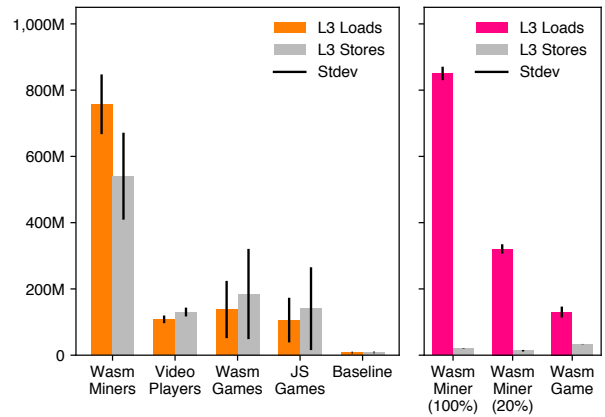 1,000M
800M
600M
400M
200M
0
L3 Loads
L3 Stores
Stdev
Wasm Miners
Video Players
Wasm Games
JS Games
Baseline
L3 Loads
L3 Stores
Stdev
Wasm Miner (100%)
Wasm Miner (20%)
Wasm Game